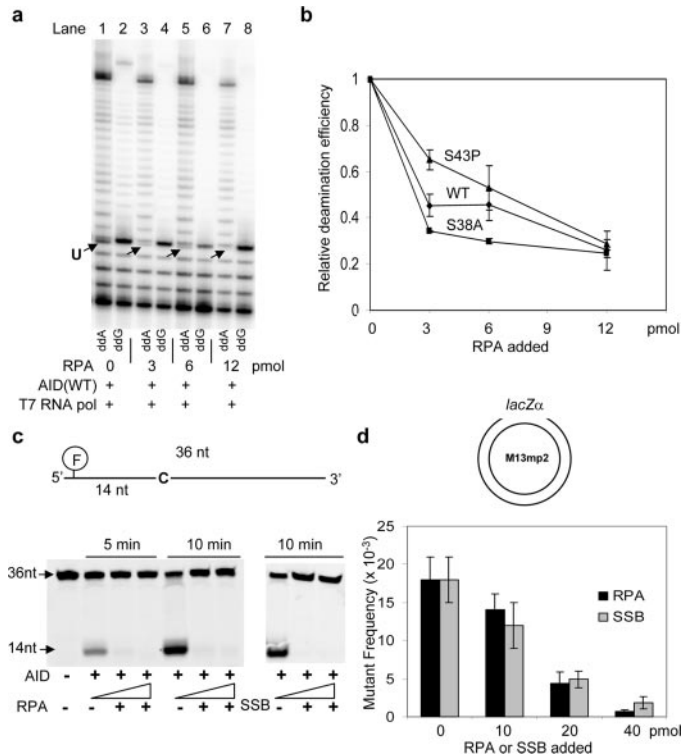 a
Lane 1 2 3 4 5 6 7 8
U
ddA ddG ddA ddG ddA ddG ddA ddG
RPA 0 3 6 12 pmol
AID(WT) + + + +
T7 RNA pol + + + +
b
Relative deamination efficiency
1
0.8
0.6
0.4
0.2
0
S43P
WT
S38A
0 3 6 9 12 pmol
RPA added
c
F
36 nt
5' C 3'
14 nt
5 min 10 min 10 min
36nt
14nt
AID - + + + + + + + + +
RPA - - + + - + + SSB - + +
d
lacZα
M13mp2
Mutant Frequency (x 10⁻³)
25
20
15
10
5
0
RPA
SSB
0 10 20 40 pmol
RPA or SSB added